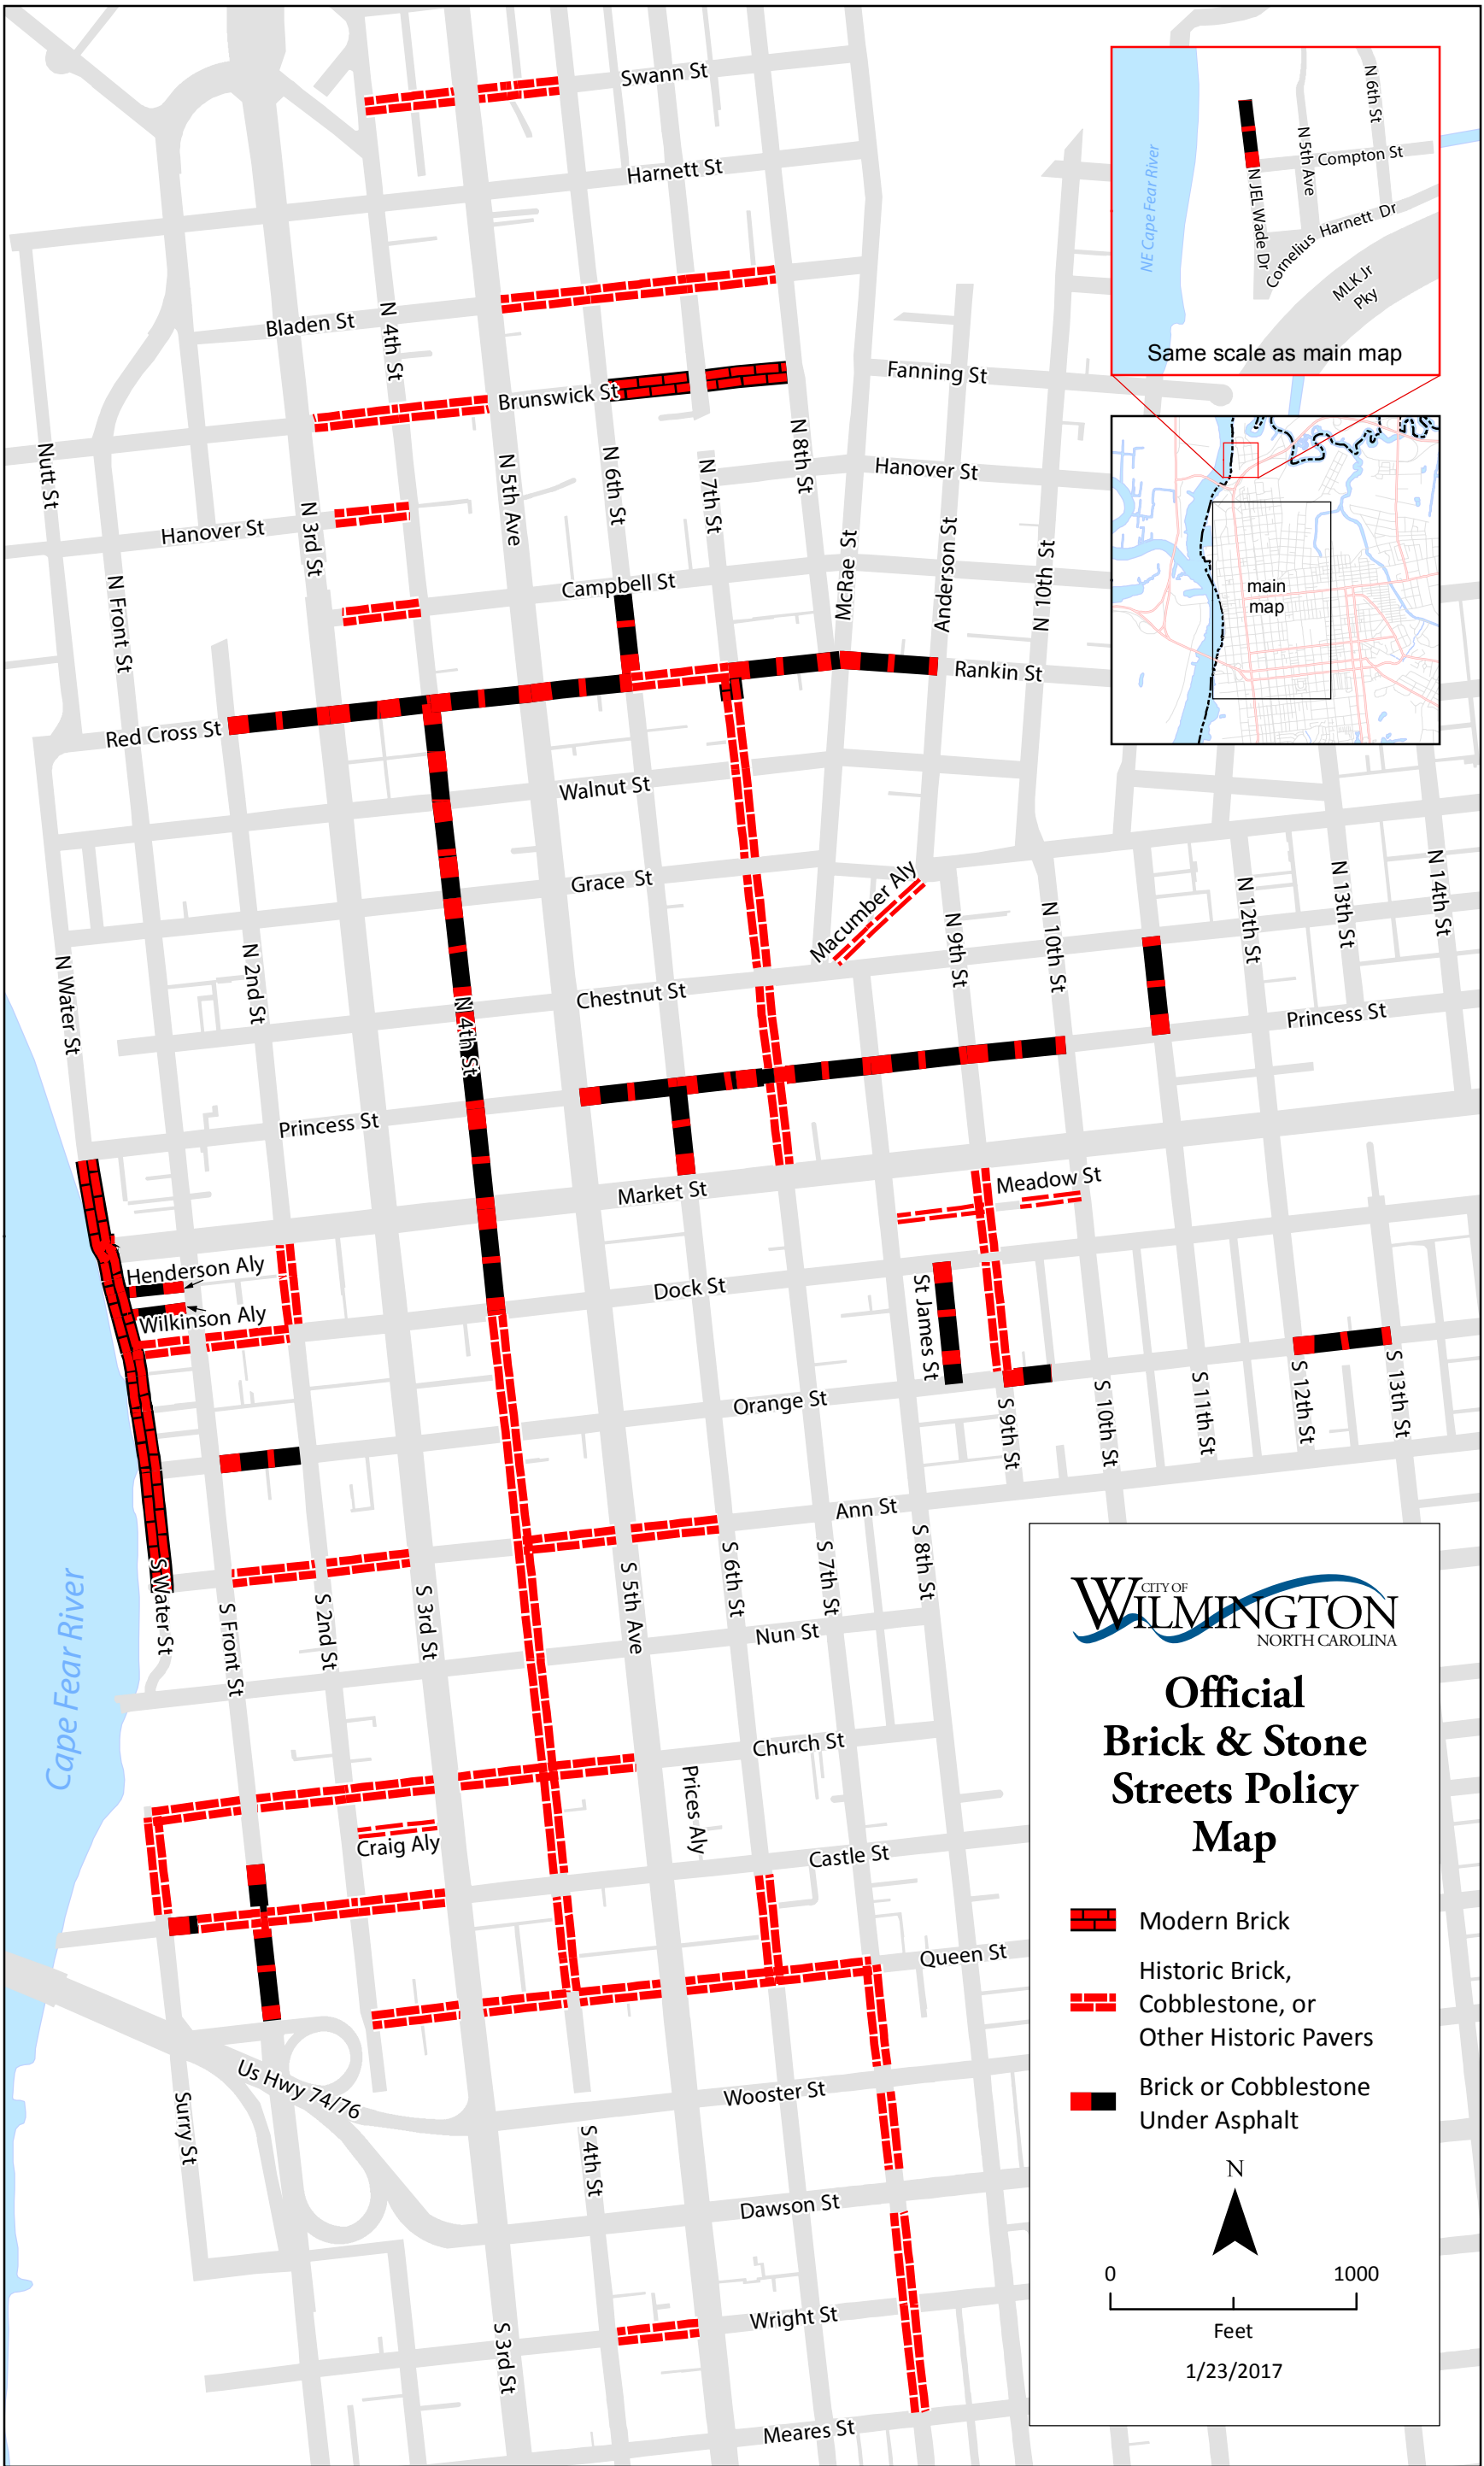 Swann St
Harnett St
Bladen St
N 4th St
Brunswick St
Fanning St
Nutt St
N 3rd St
N 5th Ave
N 6th St
N 7th St
N 8th St
Hanover St
Hanover St
N Front St
Campbell St
McRae St
Anderson St
N 10th St
Rankin St
Red Cross St
Walnut St
Grace St
Macumber Aly
N Water St
N 2nd St
N 4th St
Chestnut St
N 9th St
N 10th St
N 12th St
N 13th St
N 14th St
Princess St
Princess St
Market St
Meadow St
Henderson Aly
Wilkinson Aly
Dock St
St James St
Orange St
S 9th St
S 10th St
S 11th St
S 12th St
S 13th St
Ann St
S Water St
S Front St
S 2nd St
S 3rd St
S 5th Ave
S 6th St
S 7th St
S 8th St
Nun St
Cape Fear River
Church St
Prices Aly
Craig Aly
Castle St
Queen St
Us Hwy 74/76
Surry St
Wooster St
S 4th St
Dawson St
Wright St
S 3rd St
Meares St
NE Cape Fear River
N 6th St
N 5th Ave
Compton St
N JEL Wade Dr
Cornelius Harnett Dr
MLK Jr
Pky
Same scale as main map
main
map
CITY OF
WILMINGTON
NORTH CAROLINA
Official
Brick & Stone
Streets Policy
Map
Modern Brick
Historic Brick,
Cobblestone, or
Other Historic Pavers
Brick or Cobblestone
Under Asphalt
N
0 1000
Feet
1/23/2017